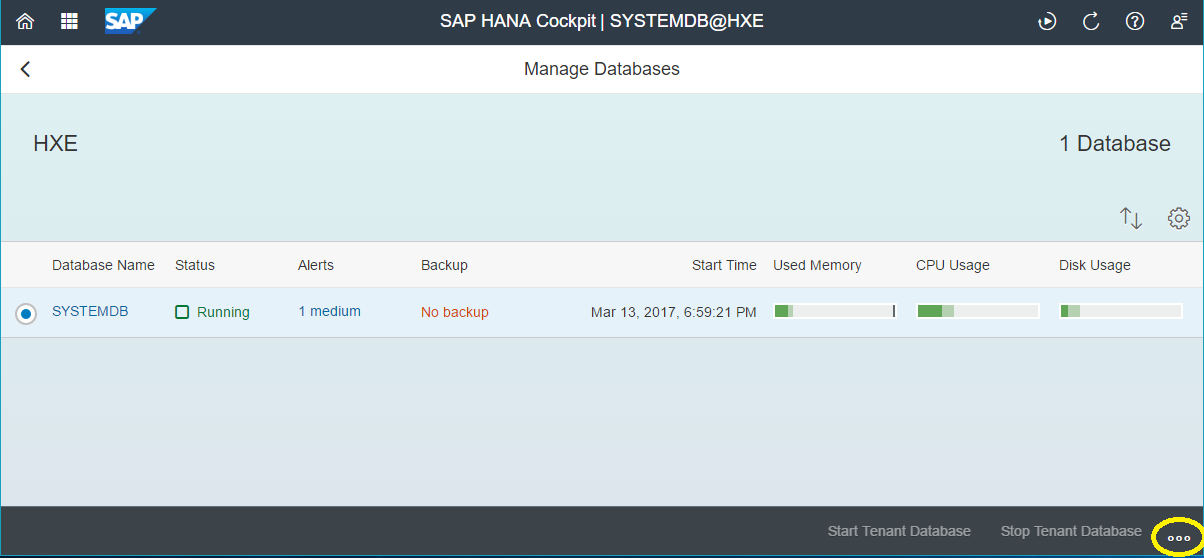 SAP SAP HANA Cockpit | SYSTEMDB@HXE
Manage Databases
HXE 1 Database
Database Name Status Alerts Backup Start Time Used Memory CPU Usage Disk Usage
SYSTEMDB Running 1 medium No backup Mar 13, 2017, 6:59:21 PM
Start Tenant Database Stop Tenant Database